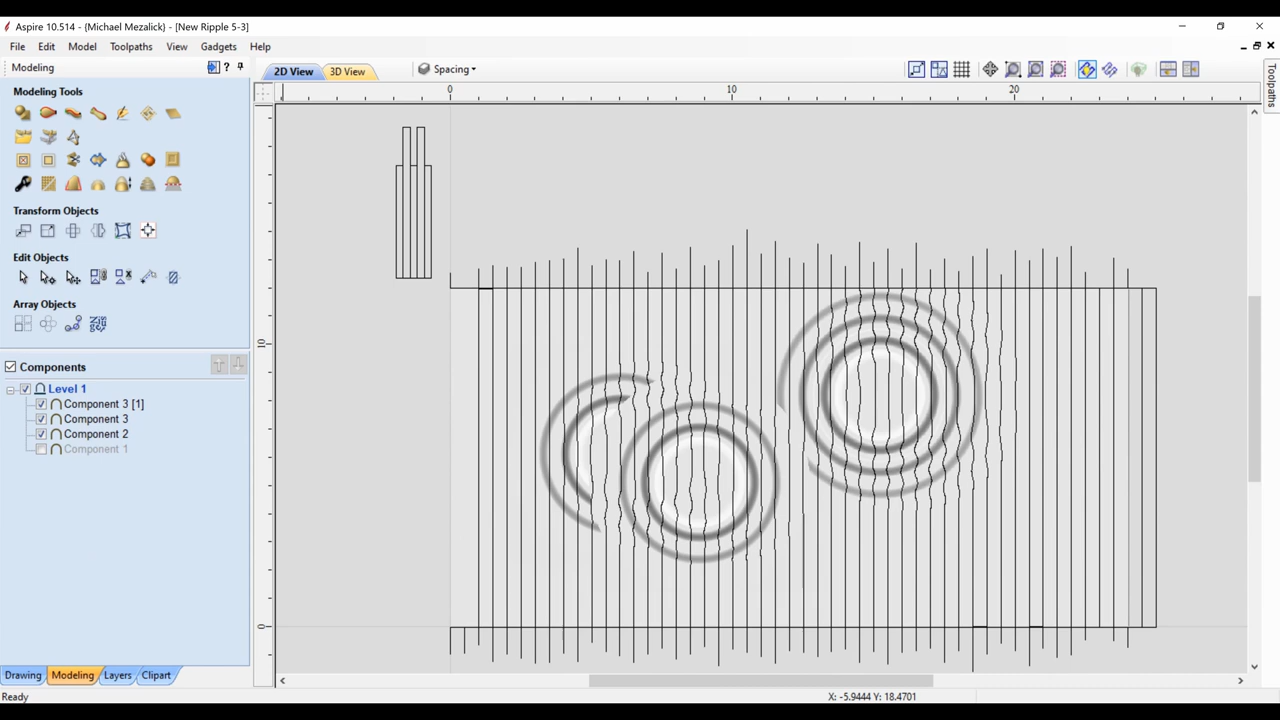 Aspire 10.514 - {Michael Mezalick} - [New Ripple 5-3]
File Edit Model Toolpaths View Gadgets Help
Modeling
2D View 3D View Spacing
Toolpaths
0 10 20
Modeling Tools
Transform Objects
Edit Objects
Array Objects
10
0
Components
Level 1
Component 3 [1]
Component 3
Component 2
Component 1
Drawing Modeling Layers Clipart
Ready X: -5.9444 Y: 18.4701